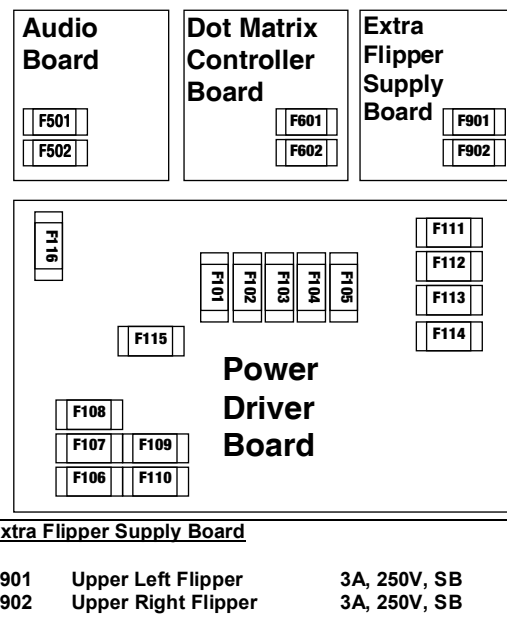 Audio
Board
F501
F502
Dot Matrix
Controller
Board
F601
F602
Extra
Flipper
Supply
Board
F901
F902
F116
F101
F102
F103
F104
F105
F111
F112
F113
F114
F115
Power
Driver
Board
F108
F107 F109
F106 F110
xtra Flipper Supply Board
901 Upper Left Flipper 3A, 250V, SB
902 Upper Right Flipper 3A, 250V, SB